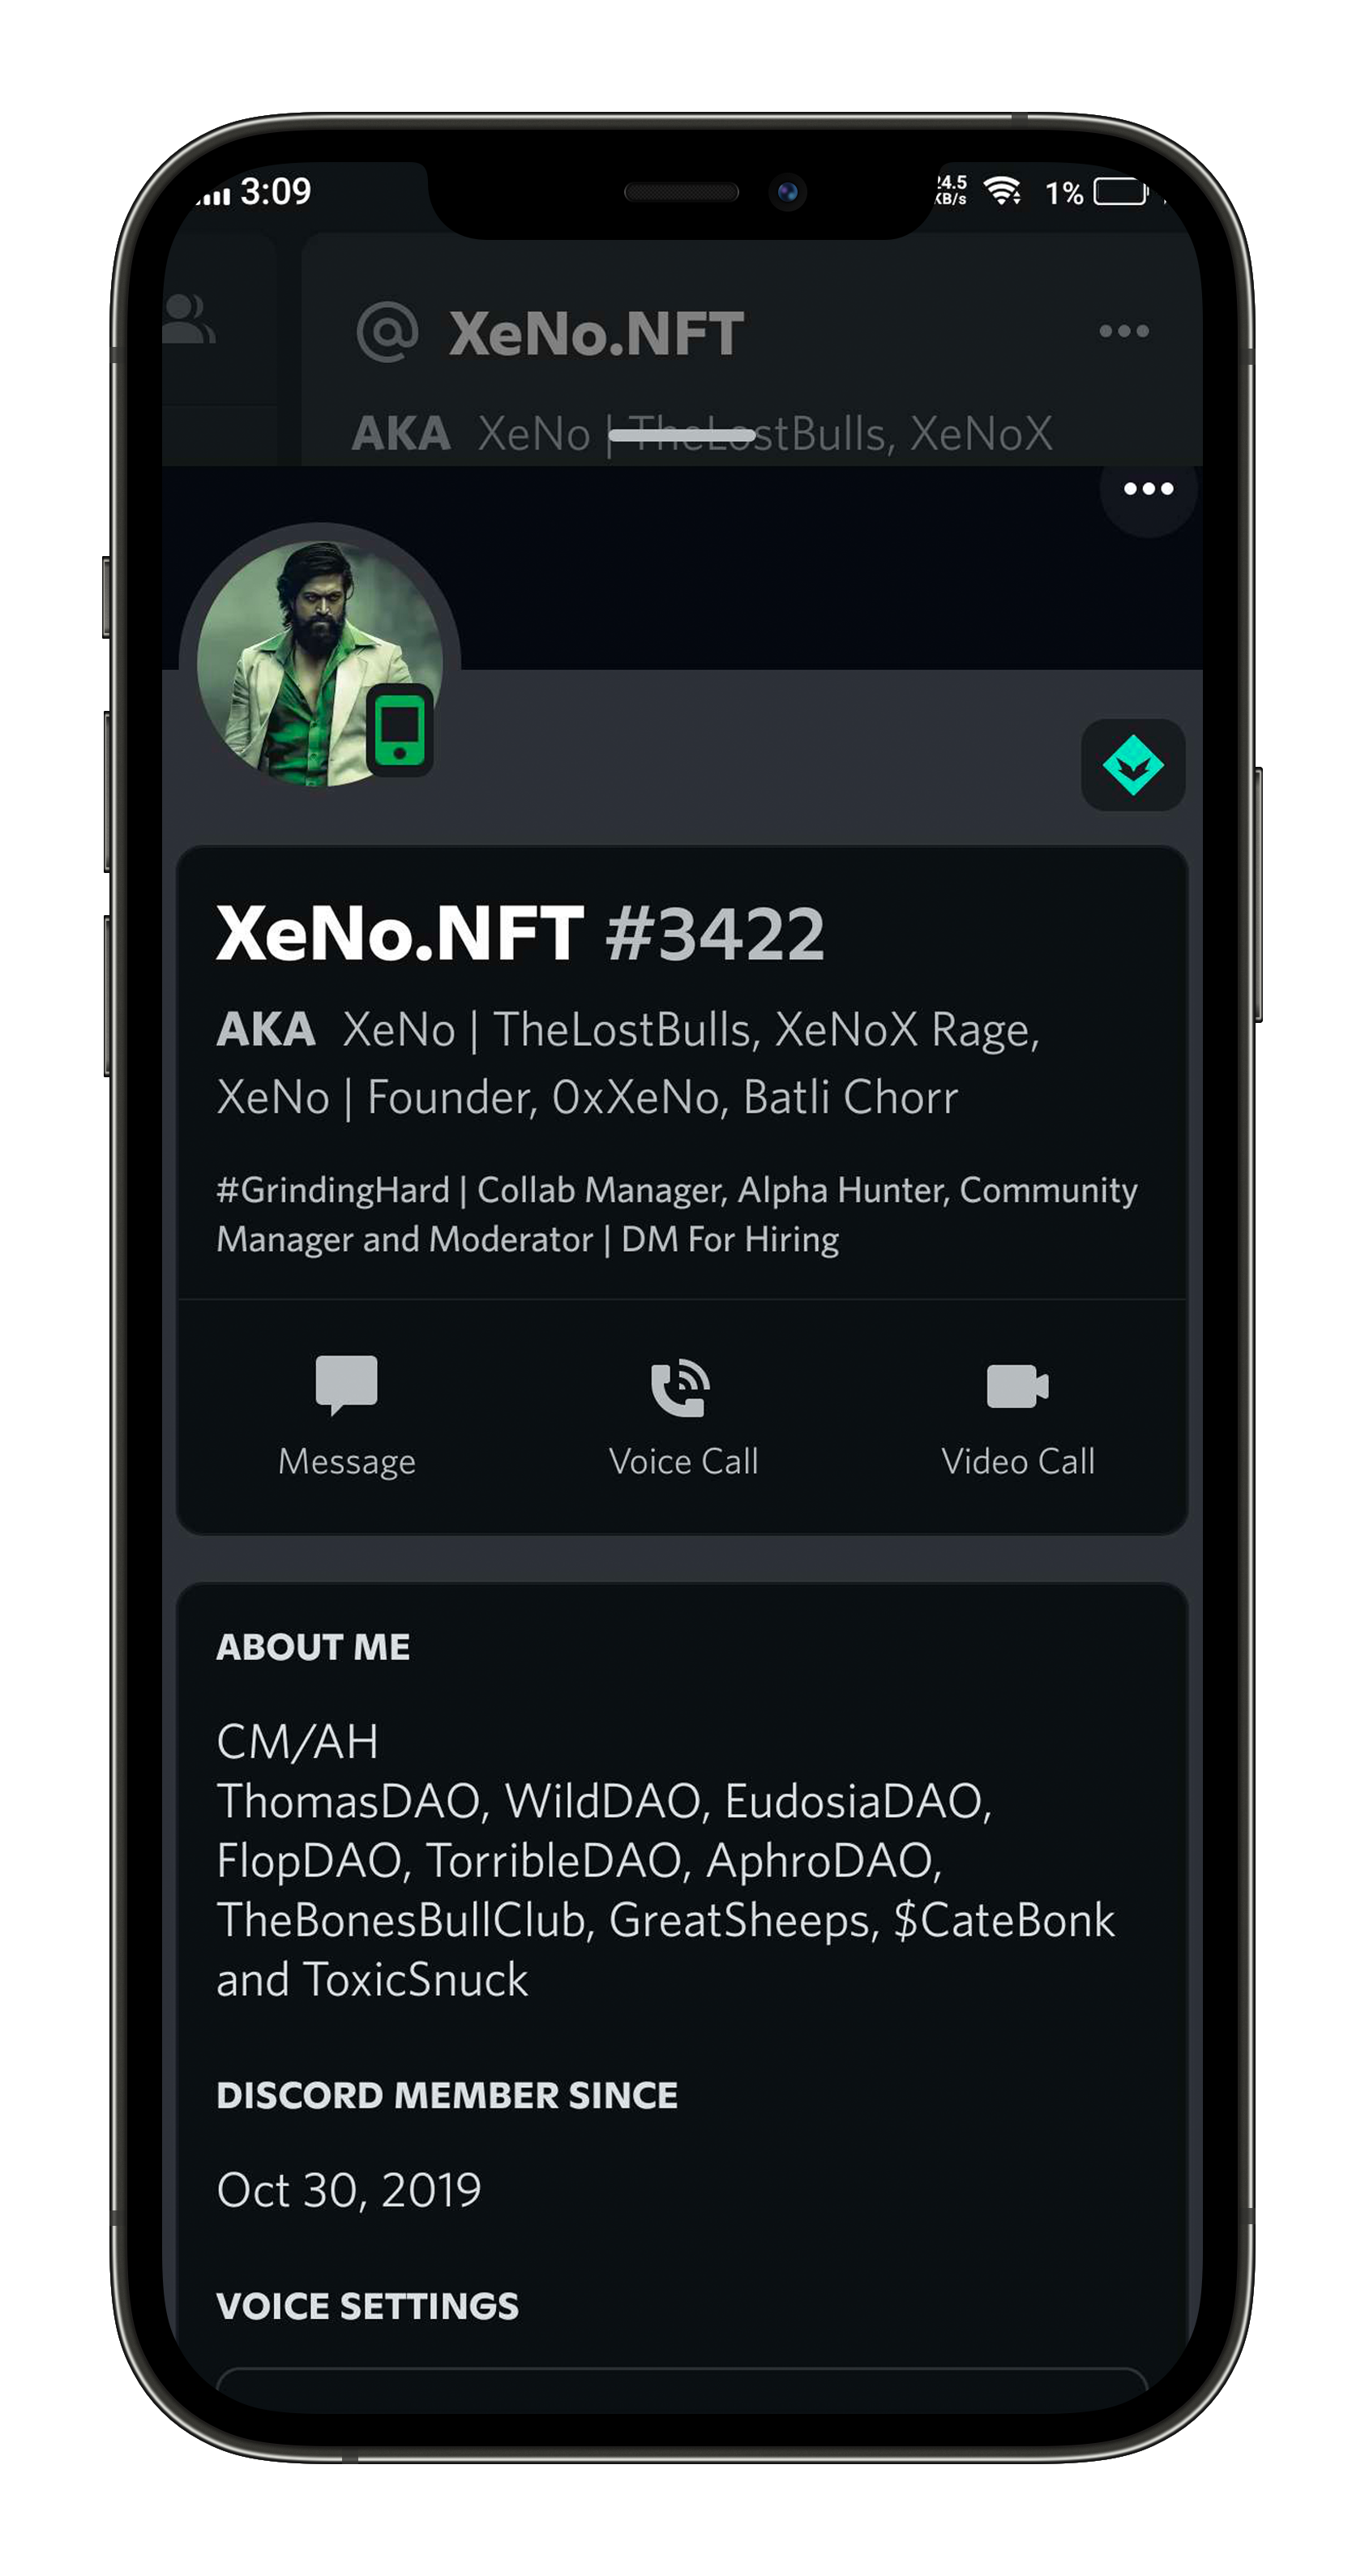 3:09
24.5
KB/s
1%
XeNo.NFT
AKA XeNo | TheLostBulls, XeNoX
XeNo.NFT #3422
AKA XeNo | TheLostBulls, XeNoX Rage,
XeNo | Founder, 0xXeNo, Batli Chorr
#GrindingHard | Collab Manager, Alpha Hunter, Community
Manager and Moderator | DM For Hiring
Message Voice Call Video Call
ABOUT ME
CM/AH
ThomasDAO, WildDAO, EudosiaDAO,
FlopDAO, TorribleDAO, AphroDAO,
TheBonesBullClub, GreatSheeps, $CateBonk
and ToxicSnuck
DISCORD MEMBER SINCE
Oct 30, 2019
VOICE SETTINGS